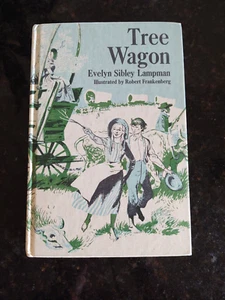 Tree
Wagon
Evelyn Sibley Lampman
Illustrated by Robert Frankenberg